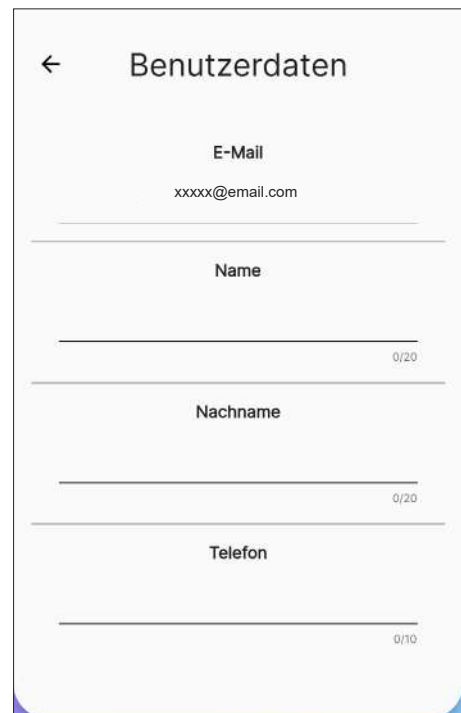 Benutzerdaten
E-Mail
xxxxx@email.com
Name
0/20
Nachname
0/20
Telefon
0/10